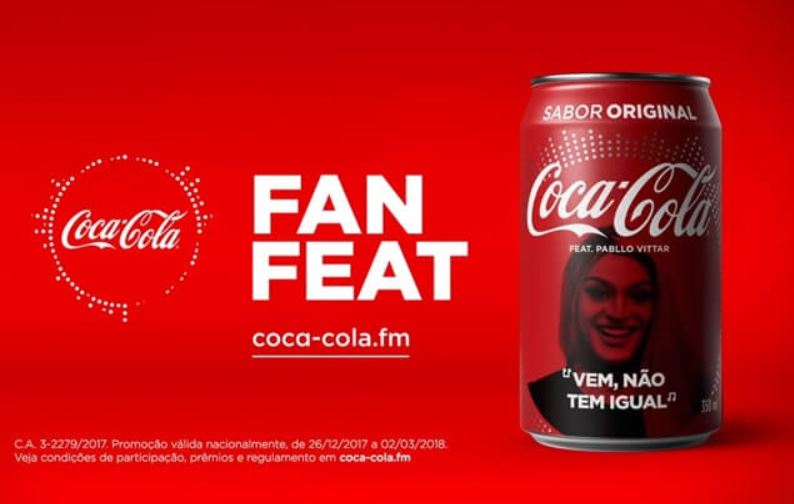 SABOR ORIGINAL
Coca-Cola
FEAT. PABLLO VITTAR
"VEM, NÃO
TEM IGUAL"♫
350 ml
Coca-Cola
FAN
FEAT
coca-cola.fm
C.A. 3-2279/2017. Promoção válida nacionalmente, de 26/12/2017 a 02/03/2018.
Veja condições de participação, prêmios e regulamento em coca-cola.fm